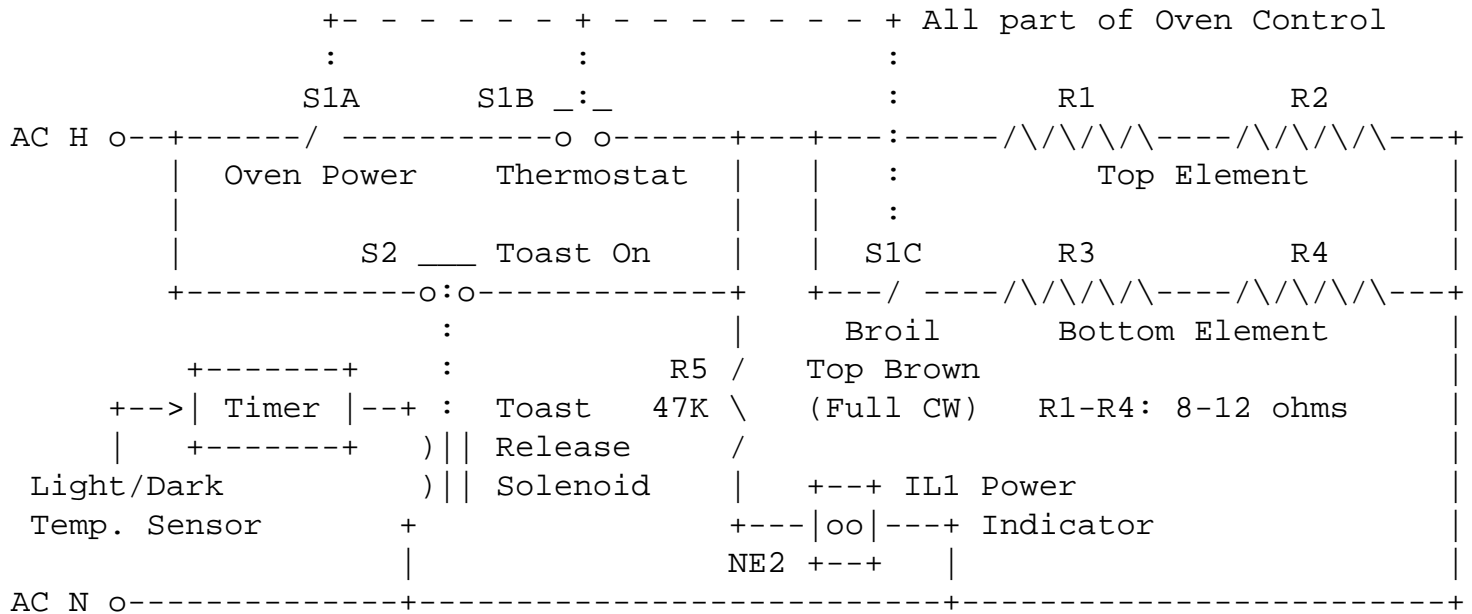 +- - - - - - + - - - - - - - - + All part of Oven Control
: : :
S1A S1B _:_ : R1 R2
AC H o--+------/ -----------o o------+---+---:-----/\/\/\/\----/\/\/\/\---+
| Oven Power Thermostat | | : Top Element |
| | | : |
| S2 ___ Toast On | | S1C R3 R4 |
+------------o:o-------------+ +---/ ----/\/\/\/\----/\/\/\/\---+
: | Broil Bottom Element |
+-------+ : R5 / Top Brown |
+-->| Timer |--+ : Toast 47K \ (Full CW) R1-R4: 8-12 ohms |
| +-------+ )|| Release / |
Light/Dark )|| Solenoid | +--+ IL1 Power |
Temp. Sensor + +---|oo|---+ Indicator |
| NE2 +--+ | |
AC N o--------------+---------------------------+--------------------------+